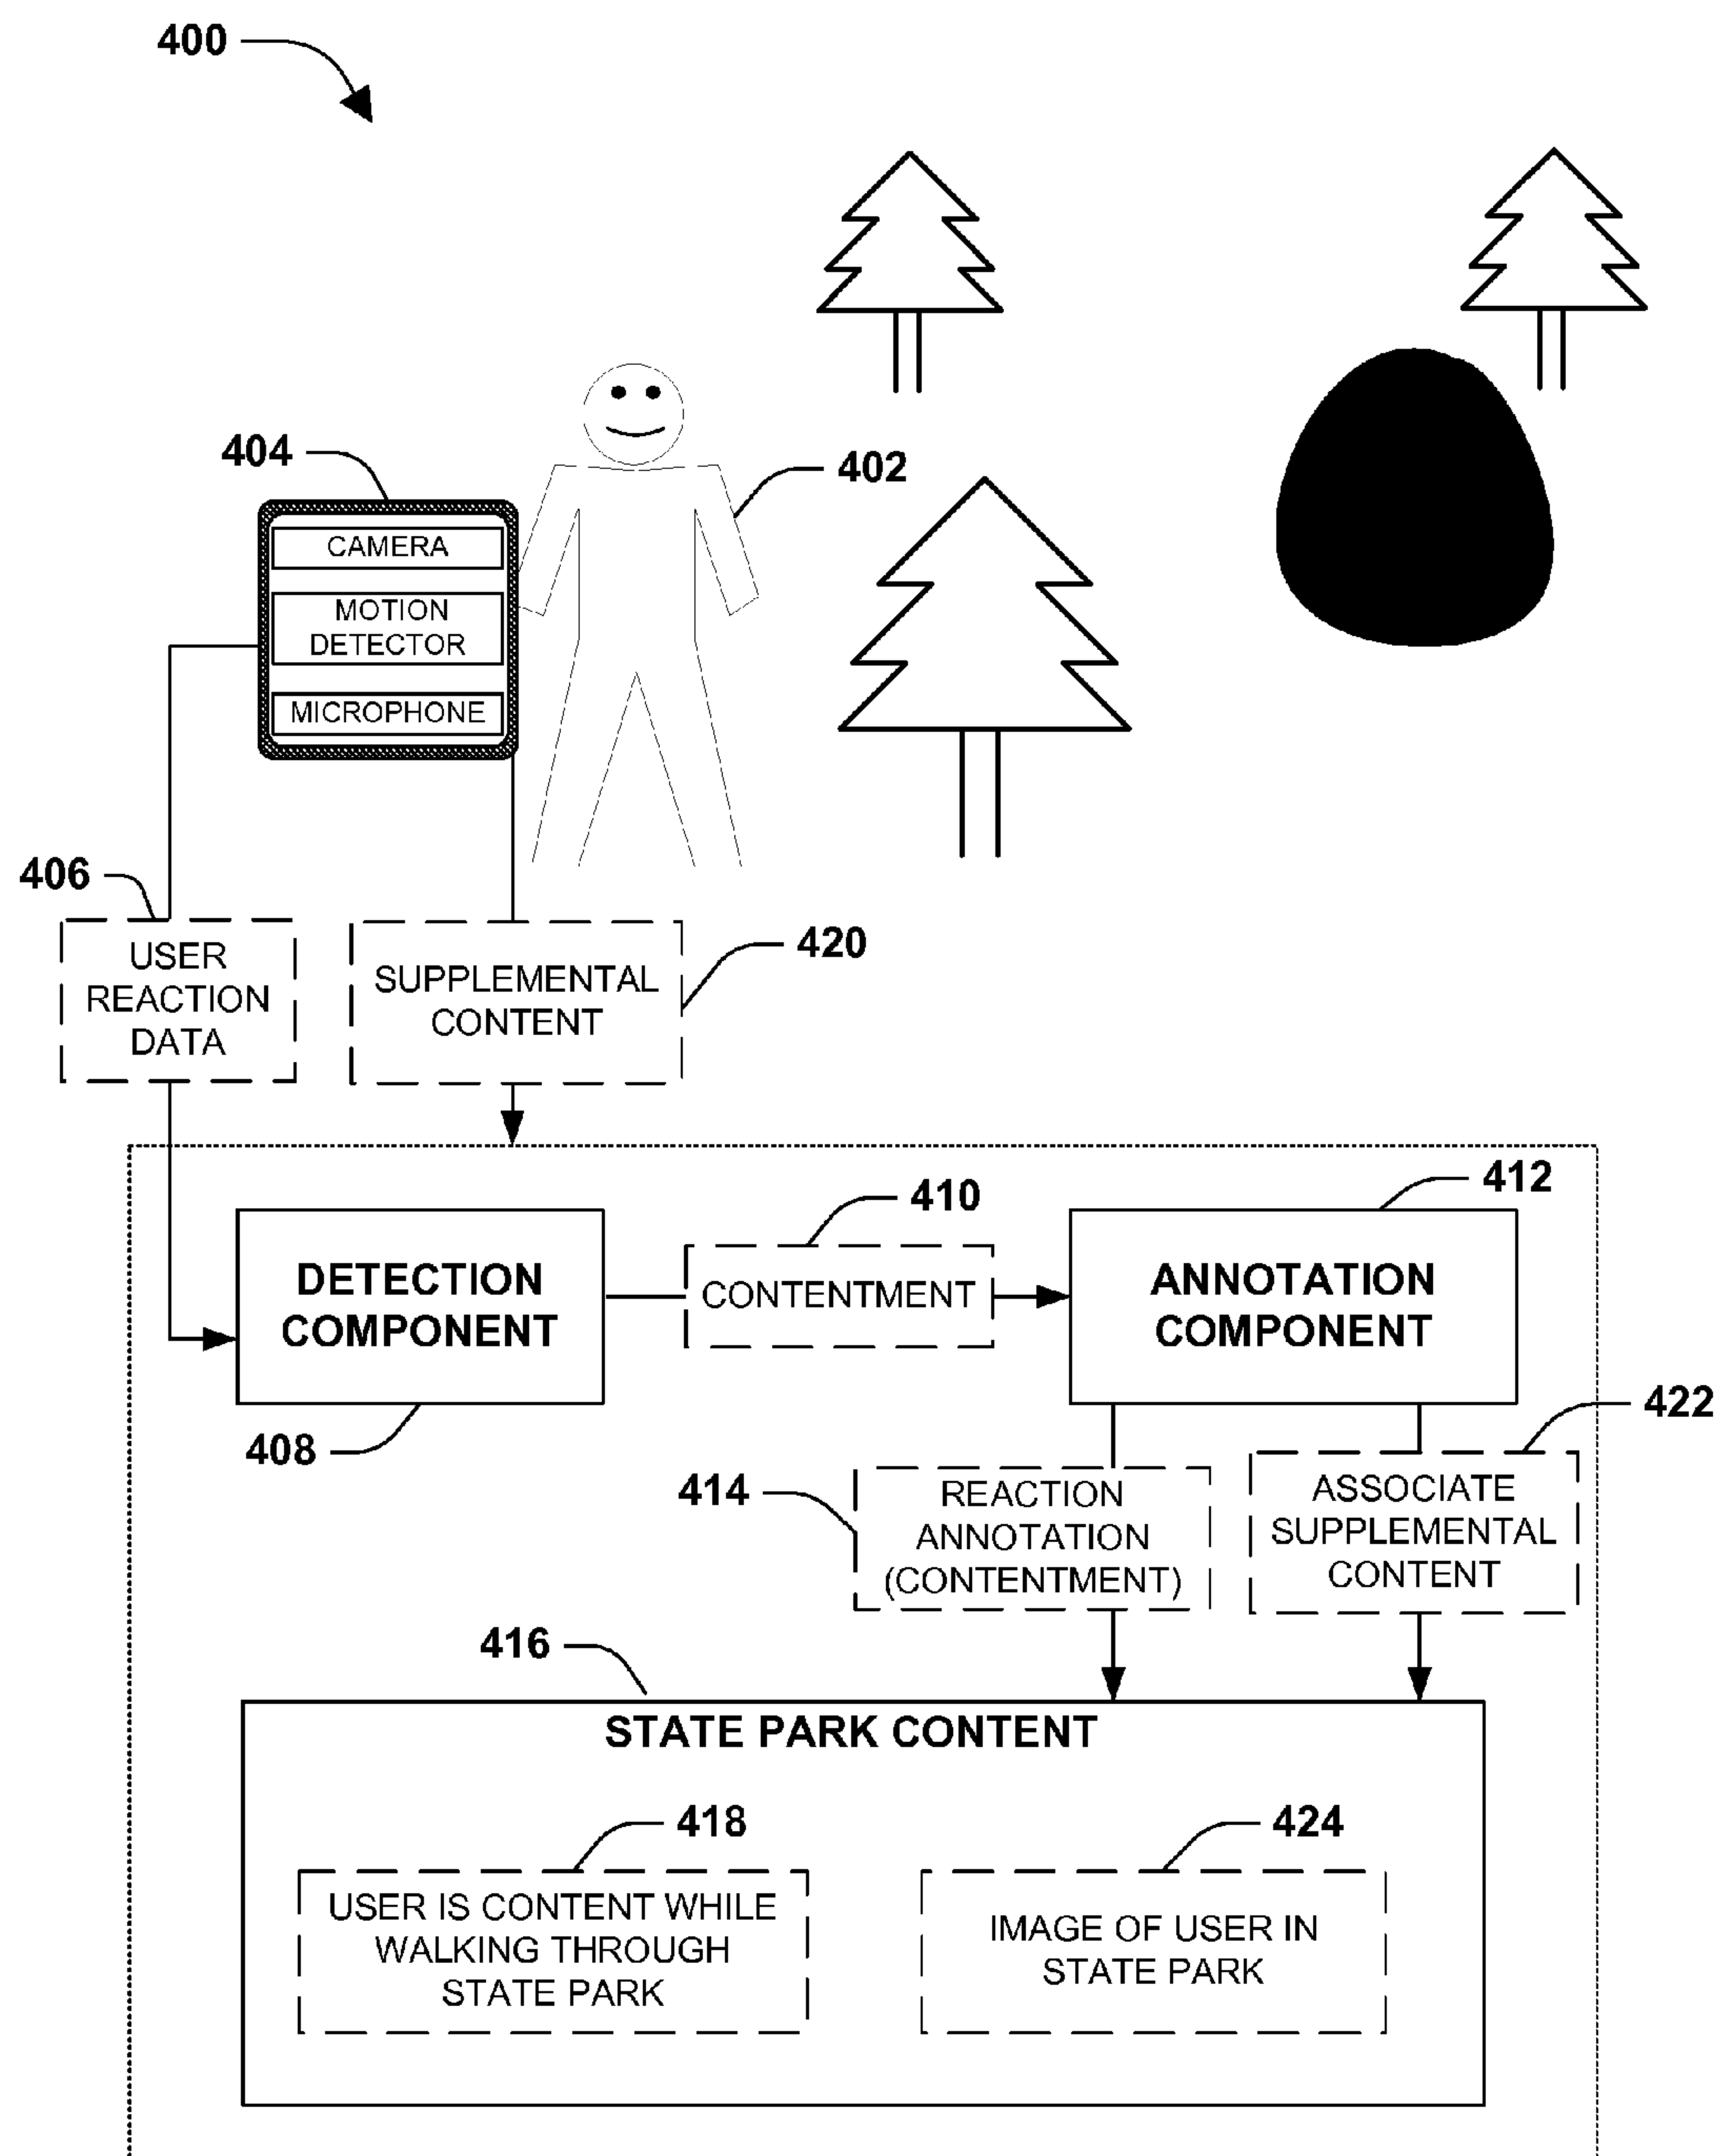 400
404
402
CAMERA
MOTION
DETECTOR
MICROPHONE
406
USER
REACTION
DATA
SUPPLEMENTAL
CONTENT
420
DETECTION
COMPONENT
408
410
CONTENTMENT
412
ANNOTATION
COMPONENT
414
REACTION
ANNOTATION
(CONTENTMENT)
422
ASSOCIATE
SUPPLEMENTAL
CONTENT
416
STATE PARK CONTENT
418
USER IS CONTENT WHILE
WALKING THROUGH
STATE PARK
424
IMAGE OF USER IN
STATE PARK